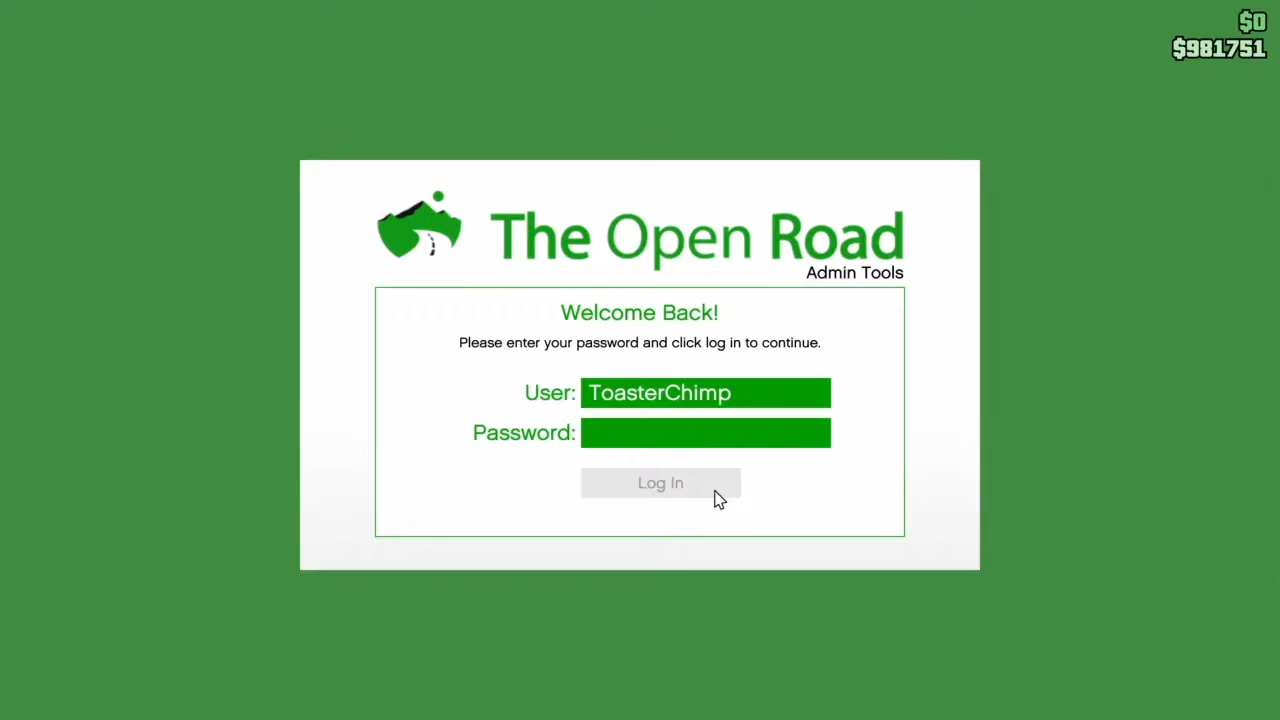 $0
$981751
The Open Road
Admin Tools
Welcome Back!
Please enter your password and click log in to continue.
User: ToasterChimp
Password:
Log In